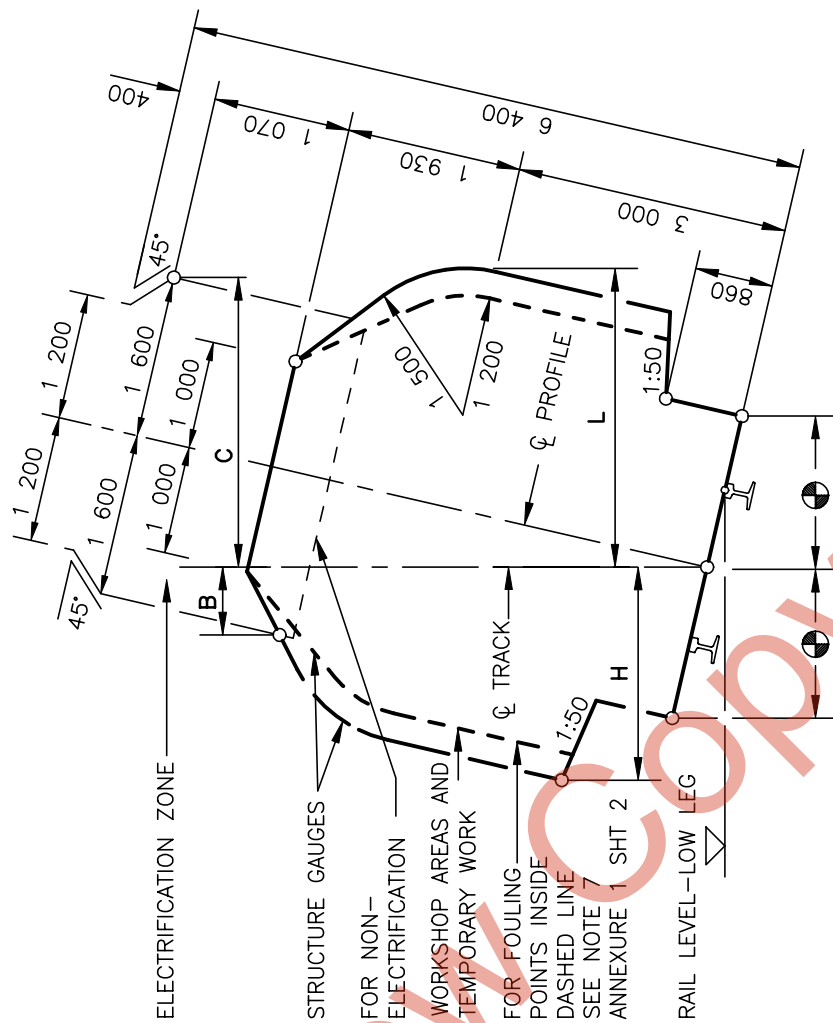 400
1 070
6 400
1 930
3 000
860
45°
1 200
1 600
1 000
1 200
1 600
1 000
45°
C
B
1 500
1 200
1:50
℄ PROFILE
L
℄ TRACK
H
1:50
ELECTRIFICATION ZONE
STRUCTURE GAUGES
FOR NON-
ELECTRIFICATION
WORKSHOP AREAS AND
TEMPORARY WORK
FOR FOULING
POINTS INSIDE
DASHED LINE
SEE NOTE 7
ANNEXURE 1 SHT 2
RAIL LEVEL-LOW LEG